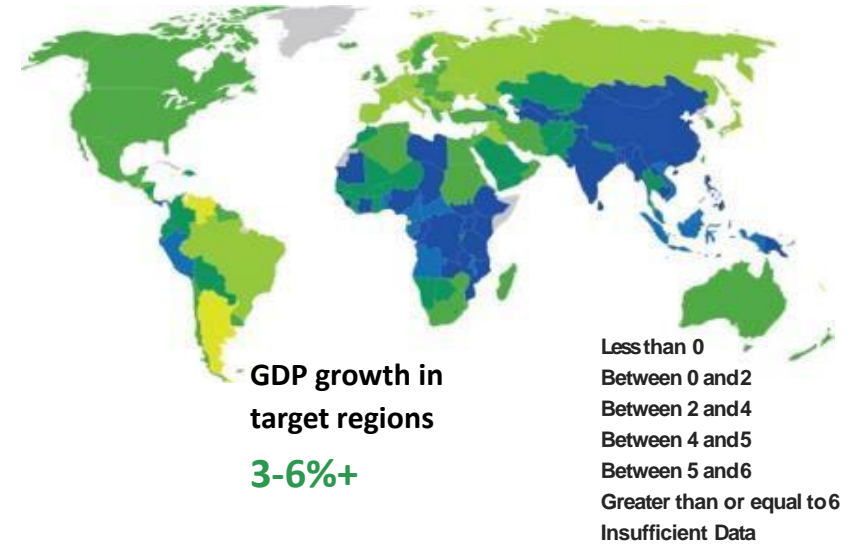 GDP growth in
target regions
3-6%+
Less than 0
Between 0 and 2
Between 2 and 4
Between 4 and 5
Between 5 and 6
Greater than or equal to 6
Insufficient Data